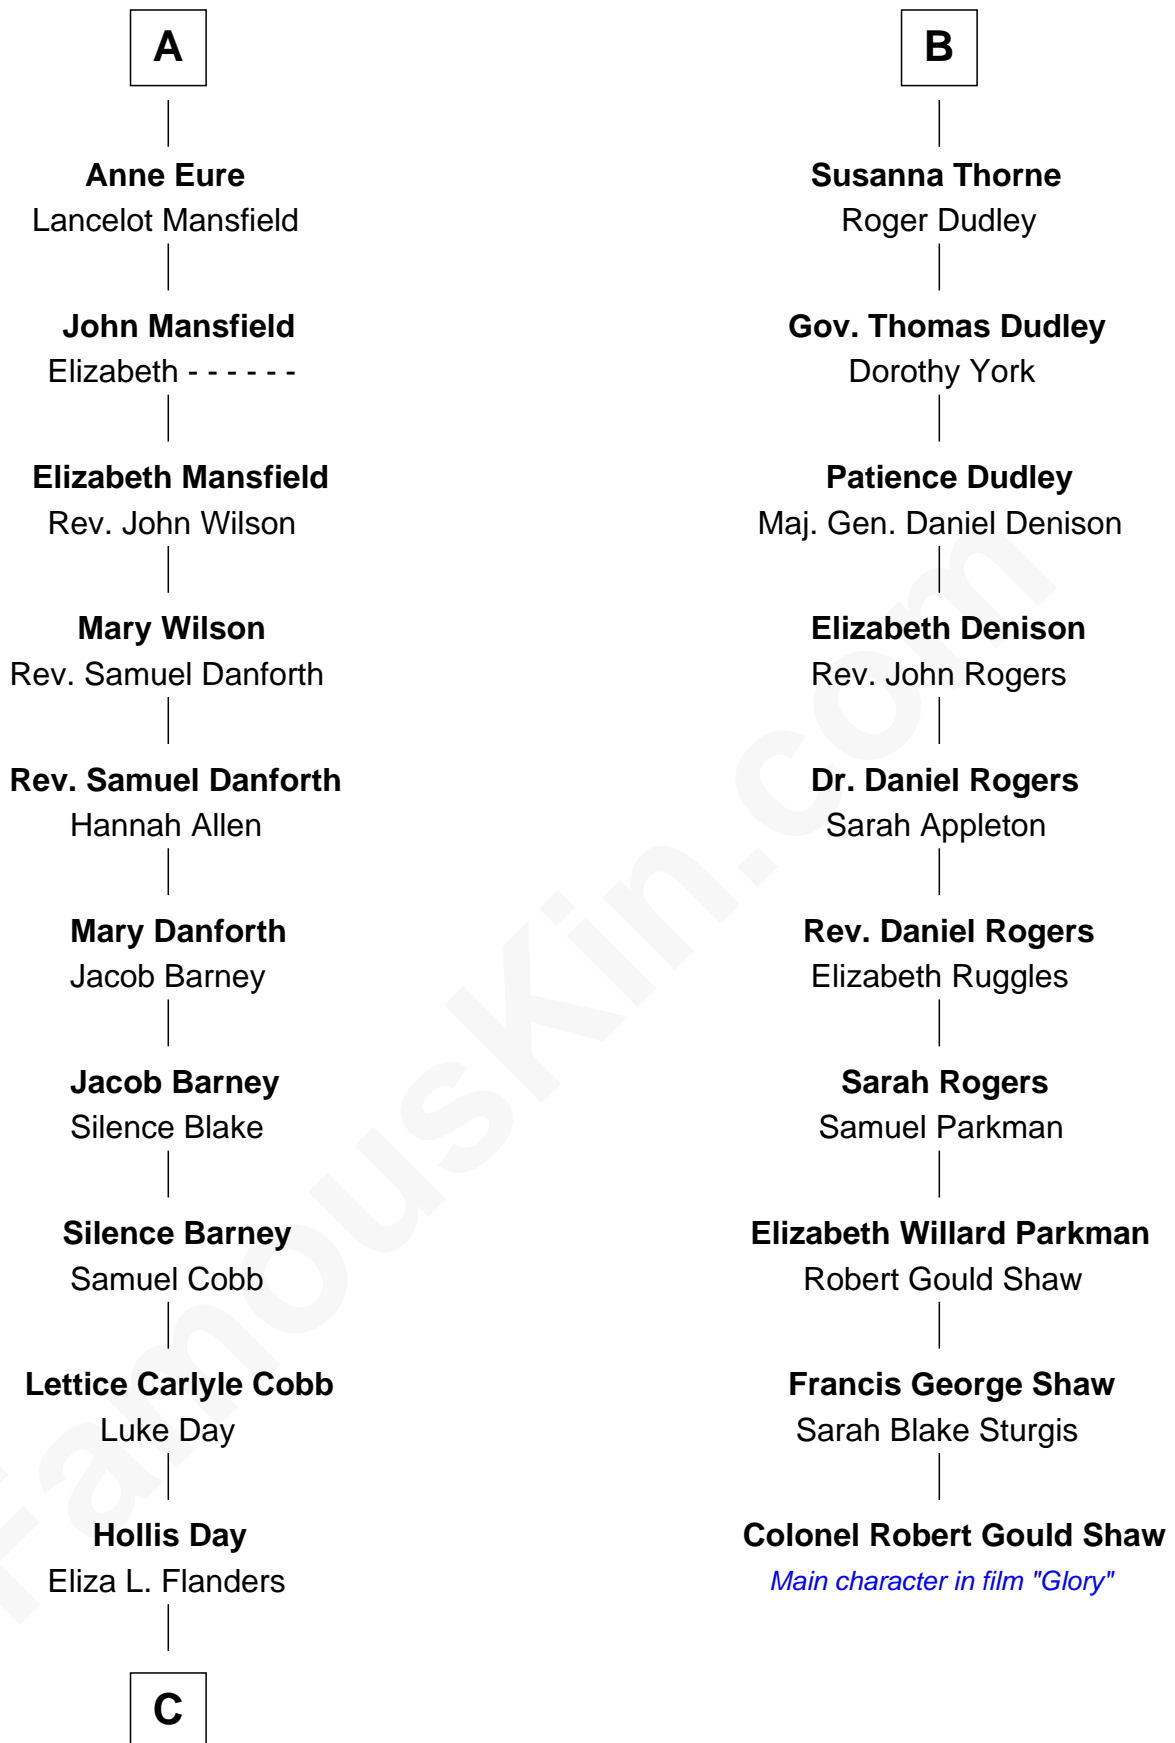 A
Anne Eure
Lancelot Mansfield
John Mansfield
Elizabeth - - - - - -
Elizabeth Mansfield
Rev. John Wilson
Mary Wilson
Rev. Samuel Danforth
Rev. Samuel Danforth
Hannah Allen
Mary Danforth
Jacob Barney
Jacob Barney
Silence Blake
Silence Barney
Samuel Cobb
Lettice Carlyle Cobb
Luke Day
Hollis Day
Eliza L. Flanders
C
B
Susanna Thorne
Roger Dudley
Gov. Thomas Dudley
Dorothy York
Patience Dudley
Maj. Gen. Daniel Denison
Elizabeth Denison
Rev. John Rogers
Dr. Daniel Rogers
Sarah Appleton
Rev. Daniel Rogers
Elizabeth Ruggles
Sarah Rogers
Samuel Parkman
Elizabeth Willard Parkman
Robert Gould Shaw
Francis George Shaw
Sarah Blake Sturgis
Colonel Robert Gould Shaw
Main character in film "Glory"
FamousKin.com